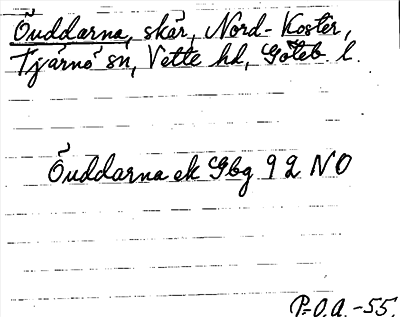 Öuddarna, skär, Nord-Koster,
Tjärnö sn, Vette hd, Göteb. l.
Öuddarna ek Gbg 9 2 NO
P-O.A. -55.